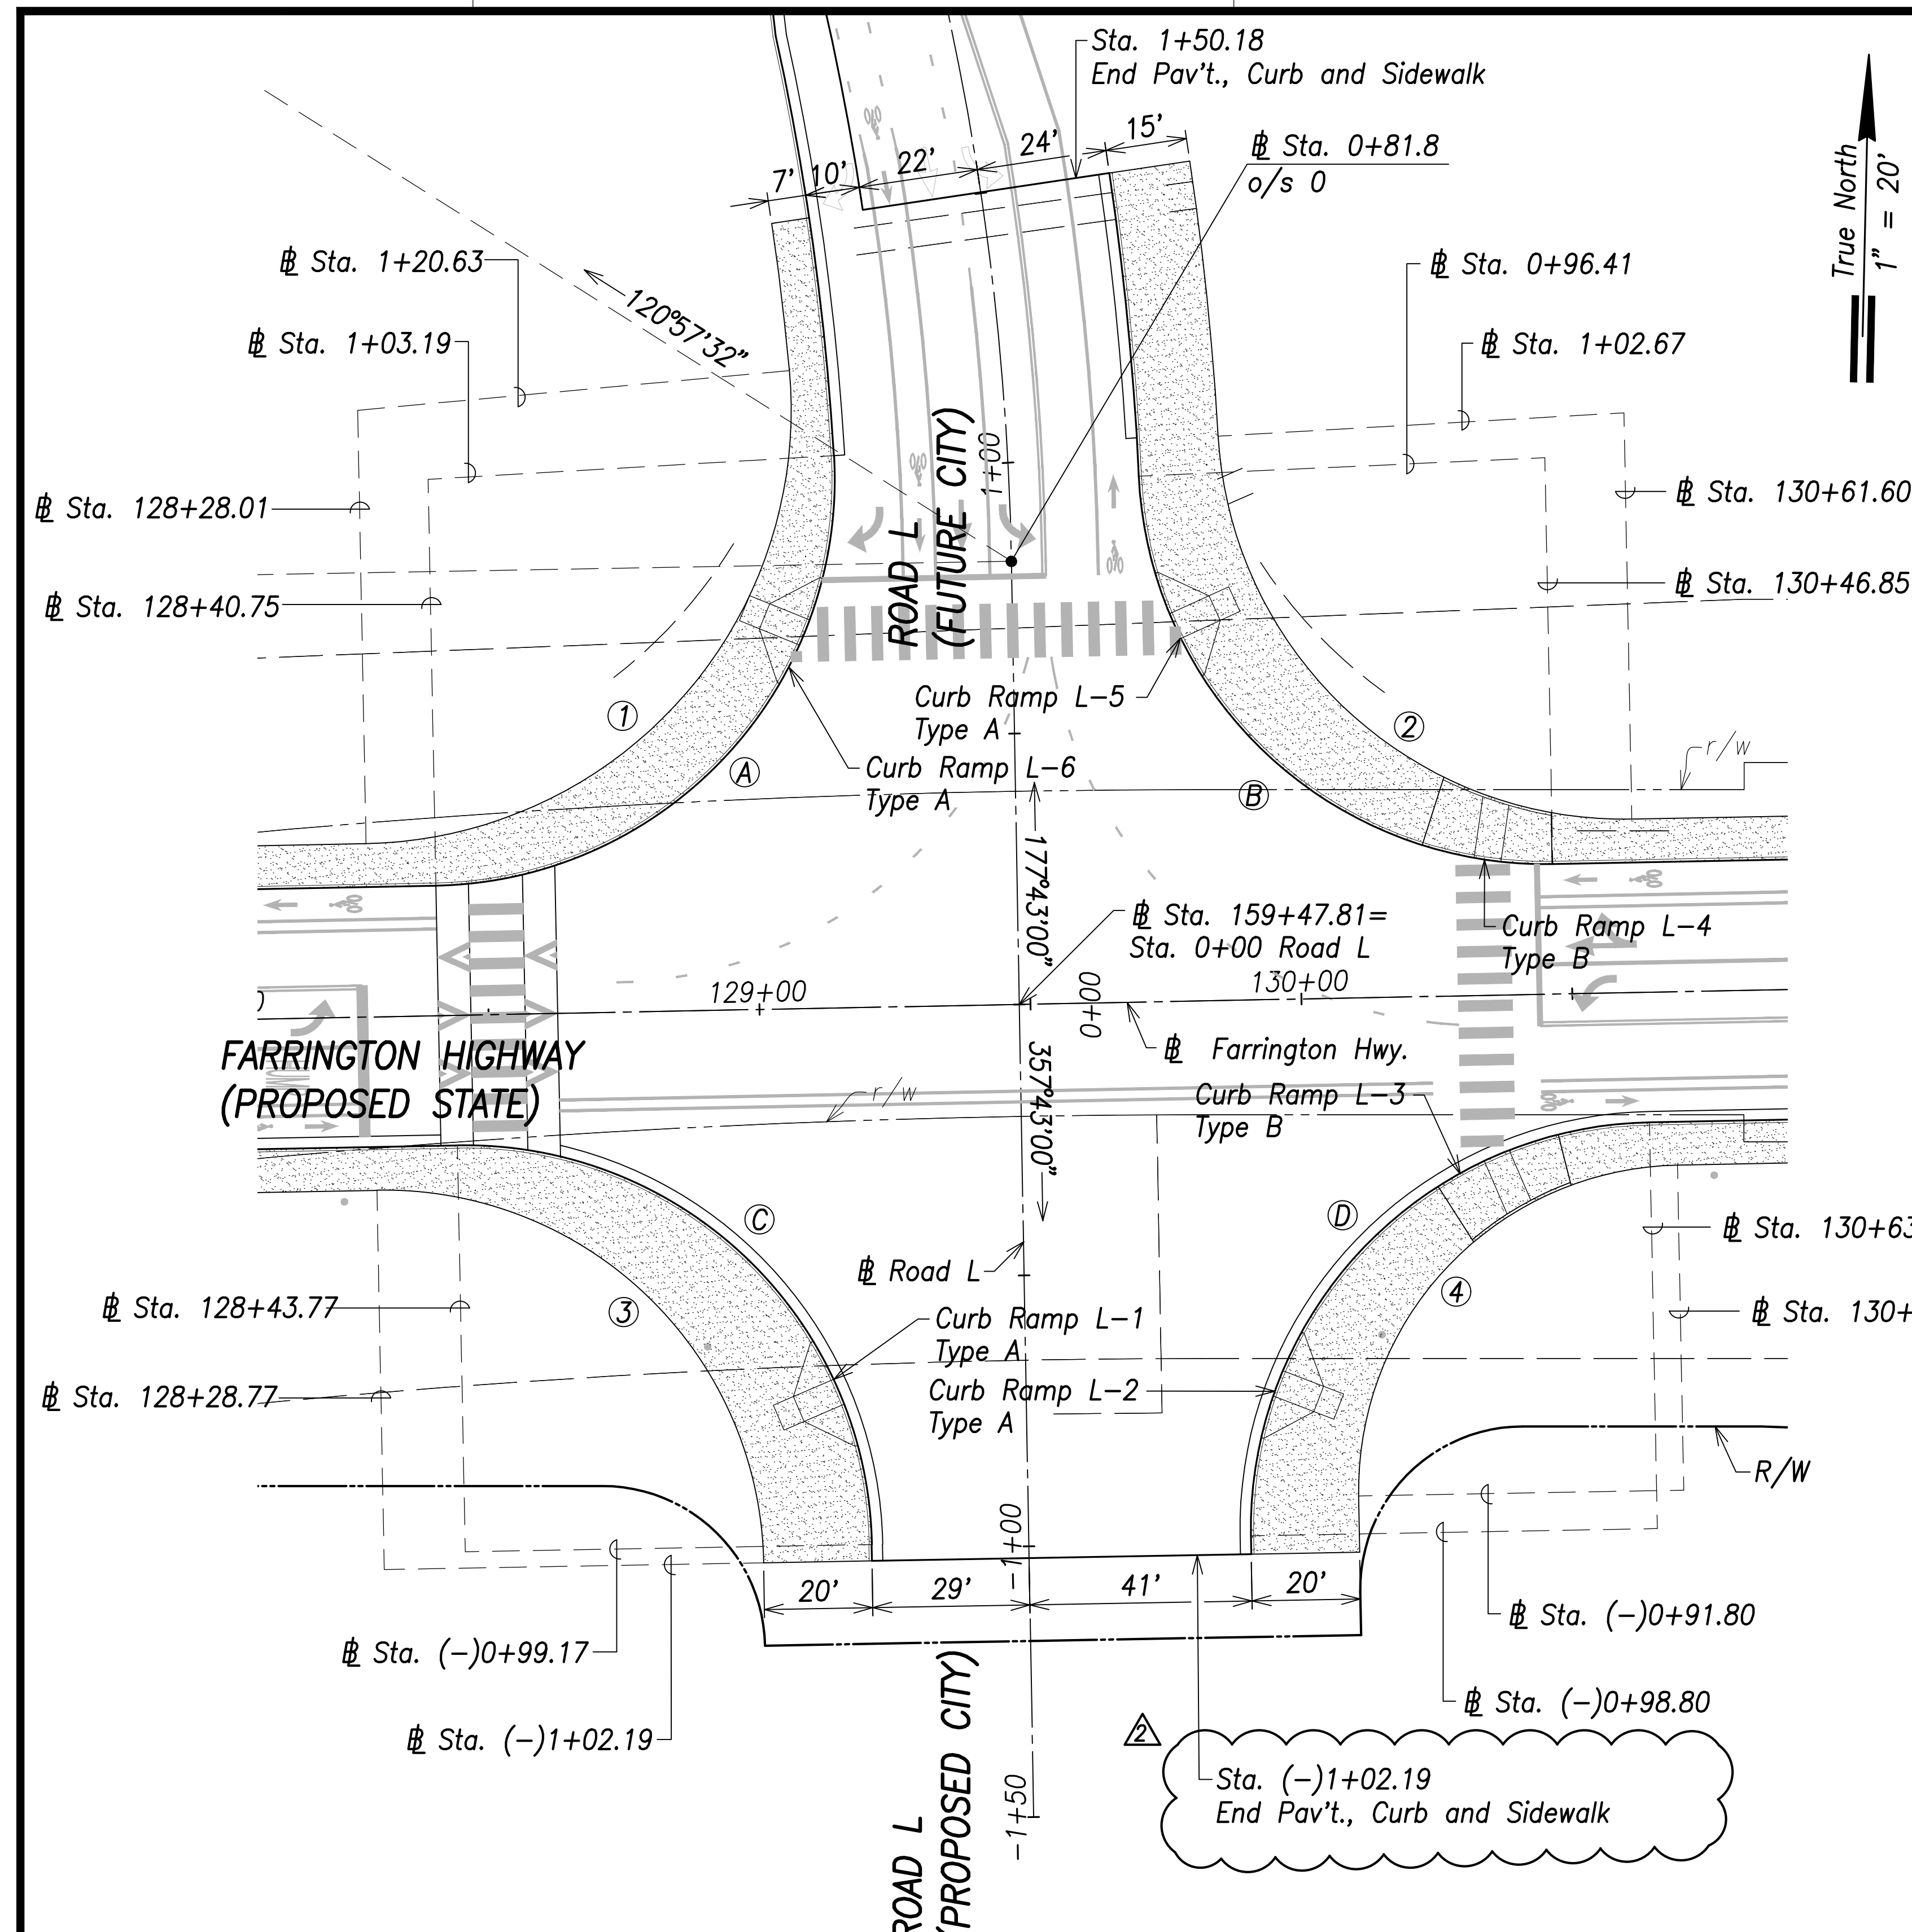 Sta. 1+50.18
End Pav't., Curb and Sidewalk
True North
1" = 20'
7'
10'
22'
24'
15'
℄ Sta. 0+81.8
o/s 0
℄ Sta. 1+20.63
℄ Sta. 1+03.19
120°57'32"
℄ Sta. 0+96.41
℄ Sta. 1+02.67
℄ Sta. 128+28.01
℄ Sta. 128+40.75
℄ Sta. 130+61.60
℄ Sta. 130+46.85
1+00
ROAD L
(FUTURE CITY)
Curb Ramp L-5
Type A
Curb Ramp L-6
Type A
1
2
A
B
r/w
177°43'00"
℄ Sta. 159+47.81=
Sta. 0+00 Road L
Curb Ramp L-4
Type B
129+00
0+00
130+00
FARRINGTON HIGHWAY
(PROPOSED STATE)
℄ Farrington Hwy.
r/w
357°43'00"
Curb Ramp L-3
Type B
C
D
℄ Sta. 130+63
℄ Road L
3
4
℄ Sta. 128+43.77
℄ Sta. 130+
Curb Ramp L-1
Type A
℄ Sta. 128+28.77
Curb Ramp L-2
Type A
R/W
-1+00
20'
29'
41'
20'
℄ Sta. (-)0+99.17
℄ Sta. (-)0+91.80
℄ Sta. (-)1+02.19
℄ Sta. (-)0+98.80
2
Sta. (-)1+02.19
End Pav't., Curb and Sidewalk
-1+50
ROAD L
(PROPOSED CITY)